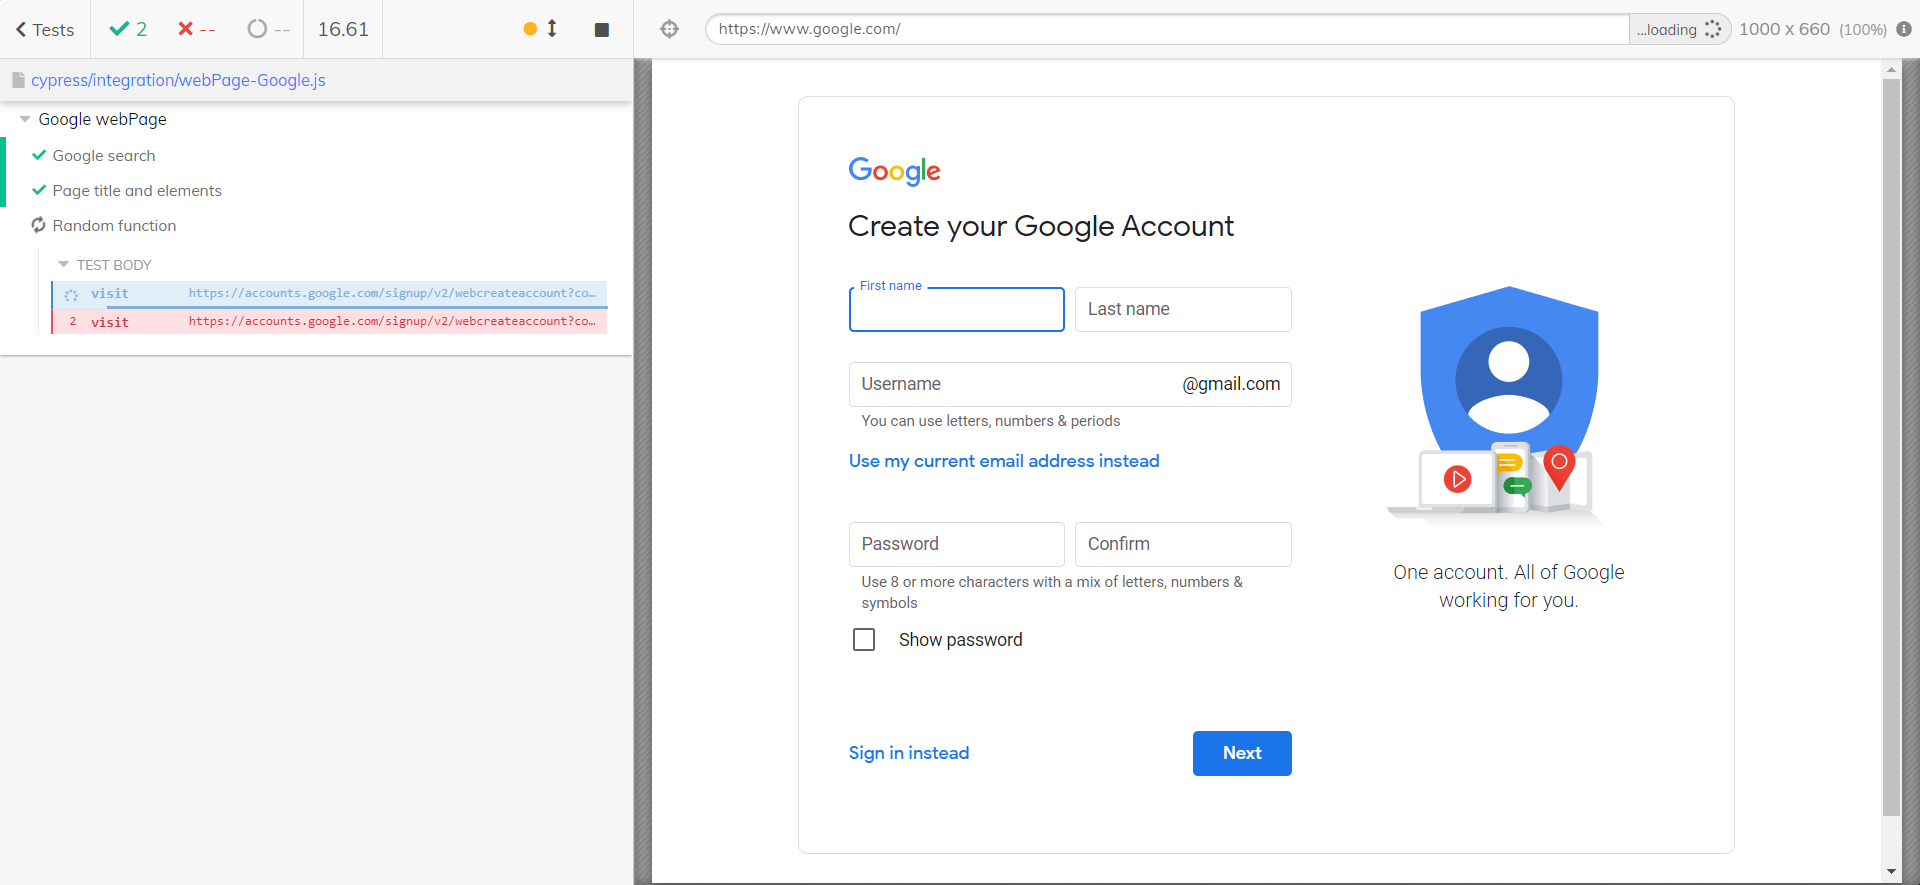 Tests
2
--
--
16.61
https://www.google.com/
...loading
1000 x 660 (100%)
cypress/integration/webPage-Google.js
Google webPage
Google search
Page title and elements
Random function
TEST BODY
visit https://accounts.google.com/signup/v2/webcreateaccount?co…
2 visit https://accounts.google.com/signup/v2/webcreateaccount?co…
Google
Create your Google Account
First name
Last name
Username
@gmail.com
You can use letters, numbers & periods
Use my current email address instead
Password
Confirm
Use 8 or more characters with a mix of letters, numbers &
symbols
Show password
Sign in instead
Next
One account. All of Google
working for you.